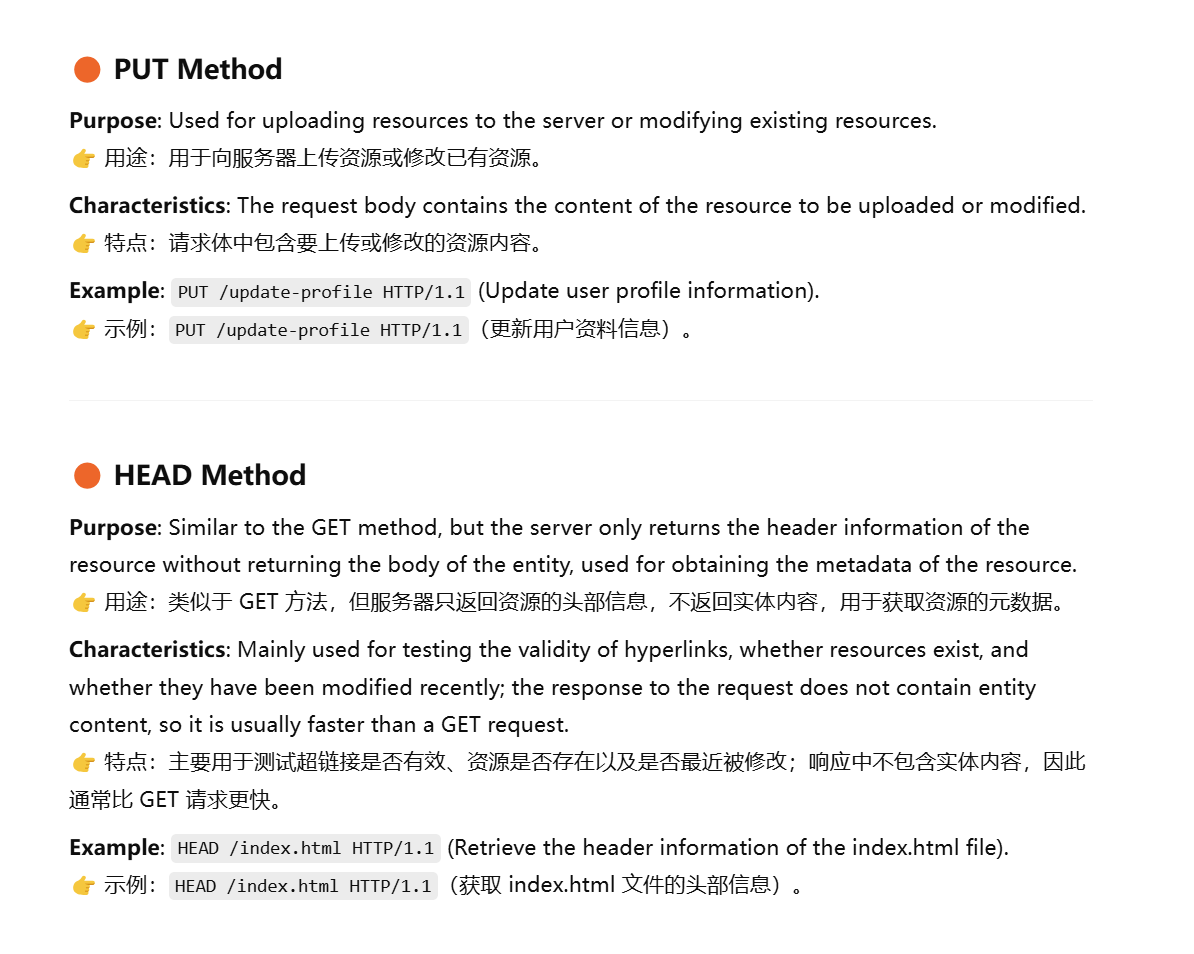 PUT Method
Purpose: Used for uploading resources to the server or modifying existing resources.
👉 用途：用于向服务器上传资源或修改已有资源。
Characteristics: The request body contains the content of the resource to be uploaded or modified.
👉 特点：请求体中包含要上传或修改的资源内容。
Example: PUT /update-profile HTTP/1.1 (Update user profile information).
👉 示例：PUT /update-profile HTTP/1.1（更新用户资料信息）。
HEAD Method
Purpose: Similar to the GET method, but the server only returns the header information of the
resource without returning the body of the entity, used for obtaining the metadata of the resource.
👉 用途：类似于 GET 方法，但服务器只返回资源的头部信息，不返回实体内容，用于获取资源的元数据。
Characteristics: Mainly used for testing the validity of hyperlinks, whether resources exist, and
whether they have been modified recently; the response to the request does not contain entity
content, so it is usually faster than a GET request.
👉 特点：主要用于测试超链接是否有效、资源是否存在以及是否最近被修改；响应中不包含实体内容，因此
通常比 GET 请求更快。
Example: HEAD /index.html HTTP/1.1 (Retrieve the header information of the index.html file).
👉 示例：HEAD /index.html HTTP/1.1（获取 index.html 文件的头部信息）。